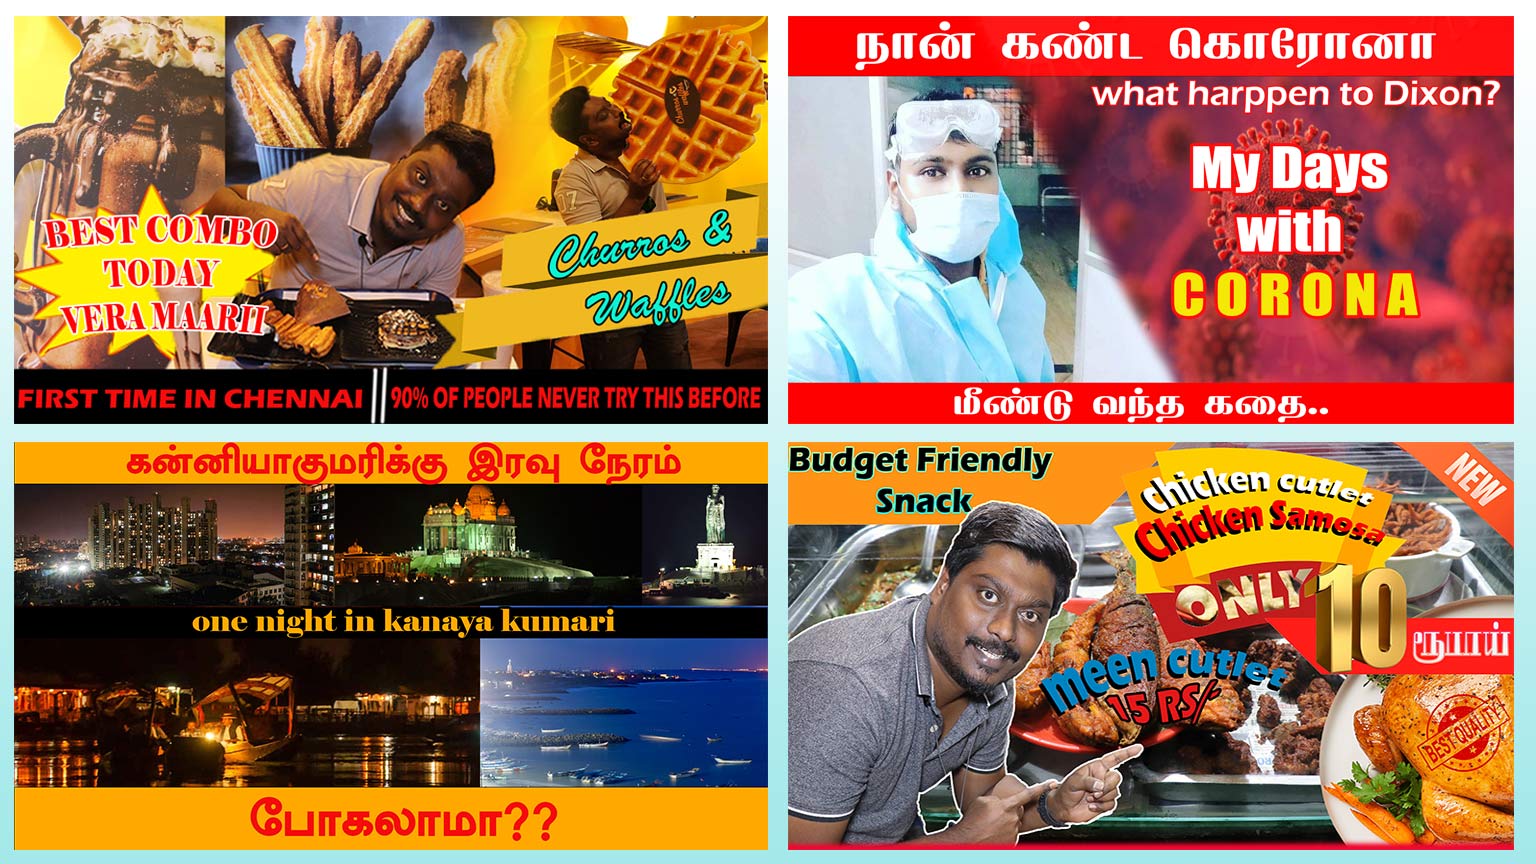 BEST COMBO
TODAY
VERA MAARII
Churros &
Waffles
FIRST TIME IN CHENNAI
90% OF PEOPLE NEVER TRY THIS BEFORE
நான் கண்ட கொரோனா
what harppen to Dixon?
My Days
with
CORONA
மீண்டு வந்த கதை..
கன்னியாகுமரிக்கு இரவு நேரம்
one night in kanaya kumari
போகலாமா??
Budget Friendly
Snack
chicken cutlet
Chicken Samosa
NEW
ONLY 10
ரூபாய்
meen cutlet
15 RS/-
BEST QUALITY